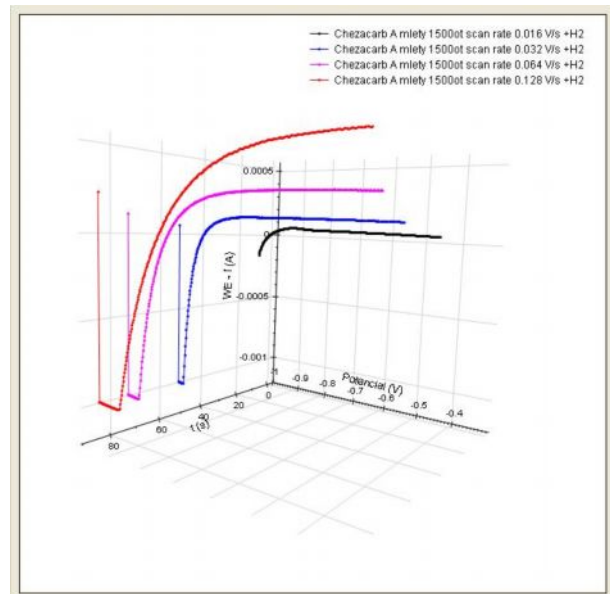 Chezacarb A mlety 1500ot scan rate 0.016 V/s +H2
Chezacarb A mlety 1500ot scan rate 0.032 V/s +H2
Chezacarb A mlety 1500ot scan rate 0.064 V/s +H2
Chezacarb A mlety 1500ot scan rate 0.128 V/s +H2
0.0005
0
WE - I (A)
-0.0005
-0.001
-1
-0.9
-0.8
Potencial (V)
-0.7
-0.6
-0.5
-0.4
0
20
40
t (s)
60
80